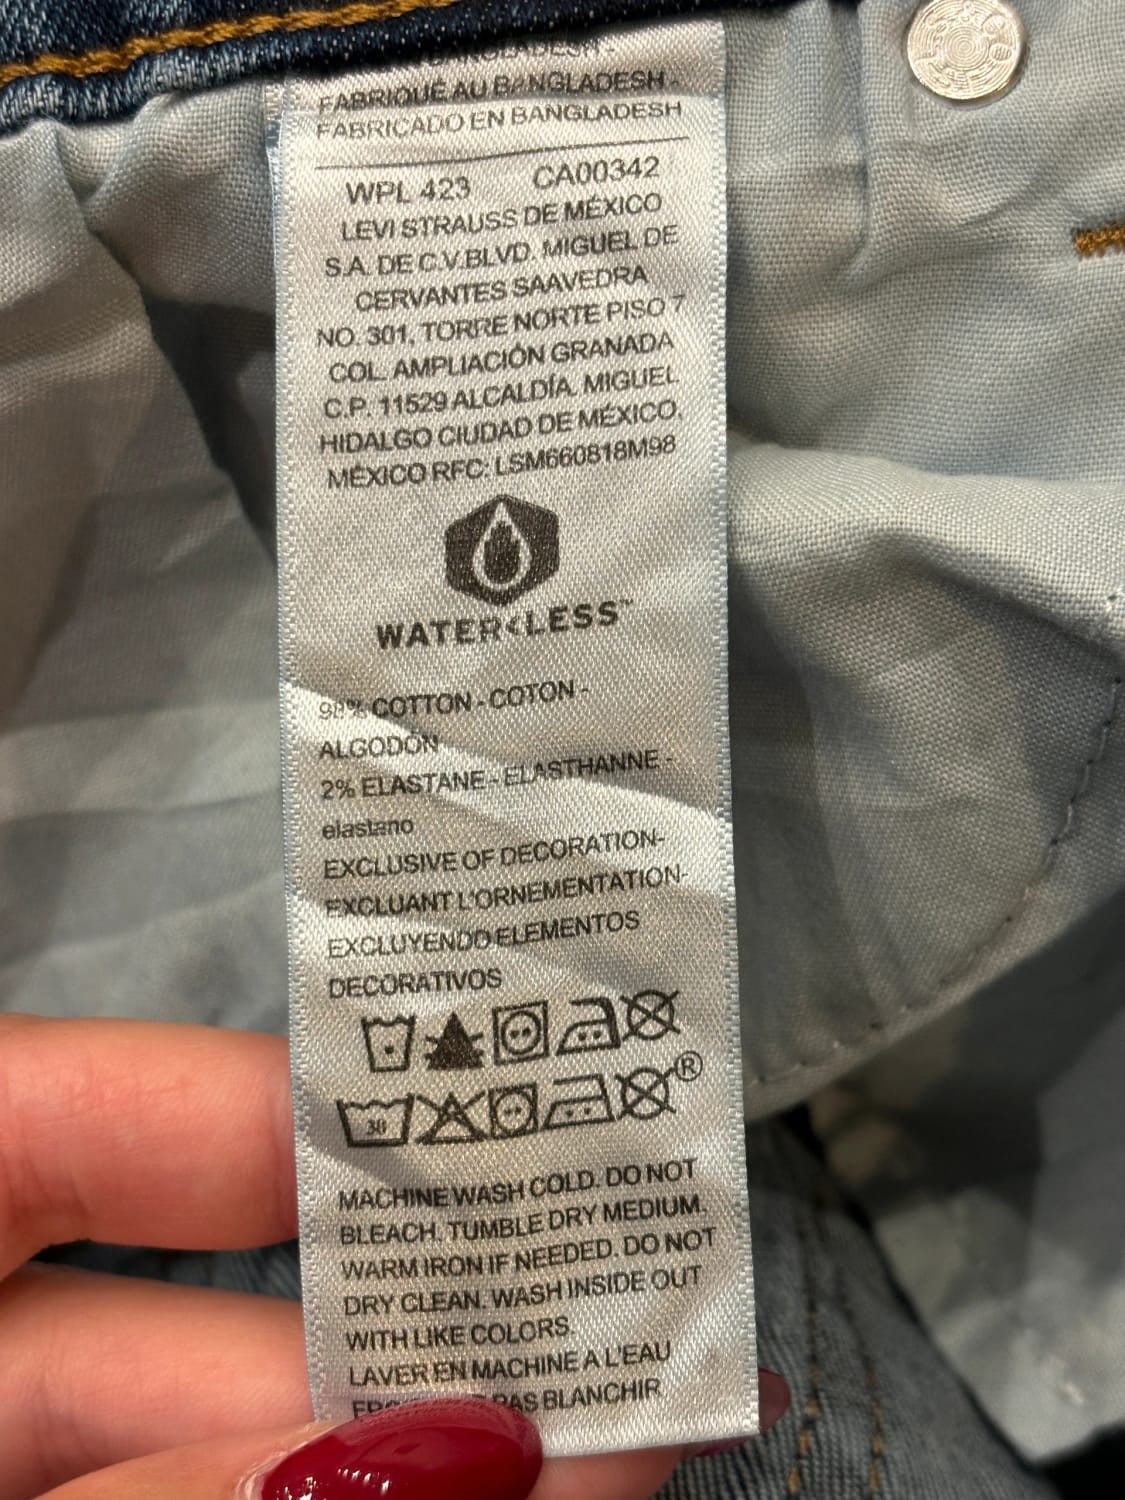 BANGLADESH -
FABRIQUÉ AU BANGLADESH -
FABRICADO EN BANGLADESH
WPL 423 CA00342
LEVI STRAUSS DE MÉXICO
S.A. DE C.V.BLVD. MIGUEL DE
CERVANTES SAAVEDRA
NO. 301, TORRE NORTE PISO 7
COL. AMPLIACIÓN GRANADA
C.P. 11529 ALCALDÍA. MIGUEL
HIDALGO CIUDAD DE MÉXICO.
MÉXICO RFC: LSM660818M98
WATER<LESS™
98% COTTON - COTON -
ALGODÓN
2% ELASTANE - ELASTHANNE -
elastano
EXCLUSIVE OF DECORATION-
EXCLUANT L'ORNEMENTATION-
EXCLUYENDO ELEMENTOS
DECORATIVOS
®
30
MACHINE WASH COLD. DO NOT
BLEACH. TUMBLE DRY MEDIUM.
WARM IRON IF NEEDED. DO NOT
DRY CLEAN. WASH INSIDE OUT
WITH LIKE COLORS.
LAVER EN MACHINE A L'EAU
PAS BLANCHIR